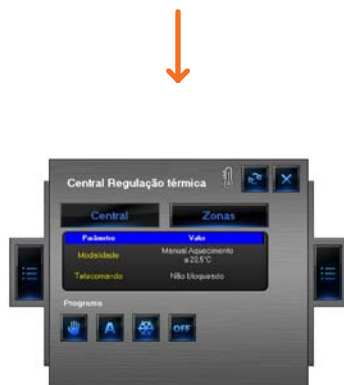 Central Regulação térmica
Central Zonas
Parâmetro Valor
Modalidade Manual Aquecimento
a 20,5°C
Telecomando Não bloqueado
Programa
A OFF